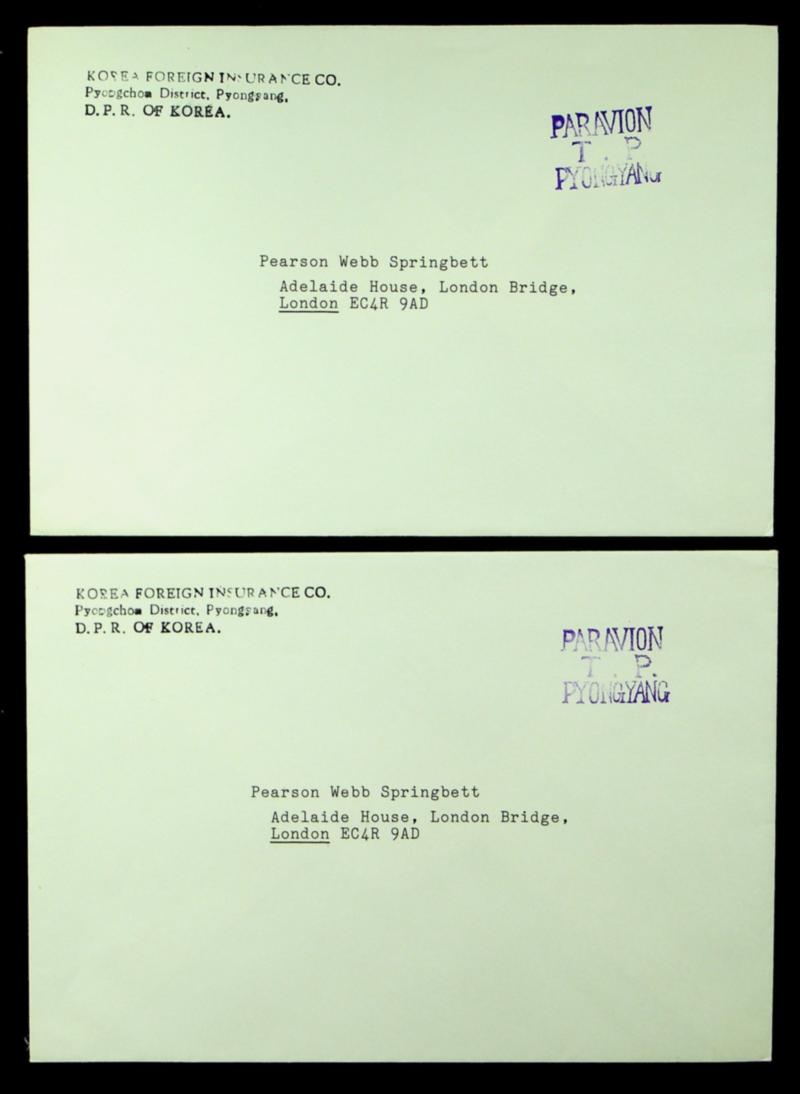 KOREA FOREIGN INSURANCE CO.
Pyongchon District, Pyongyang,
D. P. R. OF KOREA.
PAR AVION
T . P
PYONGYANG
Pearson Webb Springbett
Adelaide House, London Bridge,
London EC4R 9AD
KOREA FOREIGN INSURANCE CO.
Pyongchon District, Pyongyang,
D. P. R. OF KOREA.
PAR AVION
T . P.
PYONGYANG
Pearson Webb Springbett
Adelaide House, London Bridge,
London EC4R 9AD